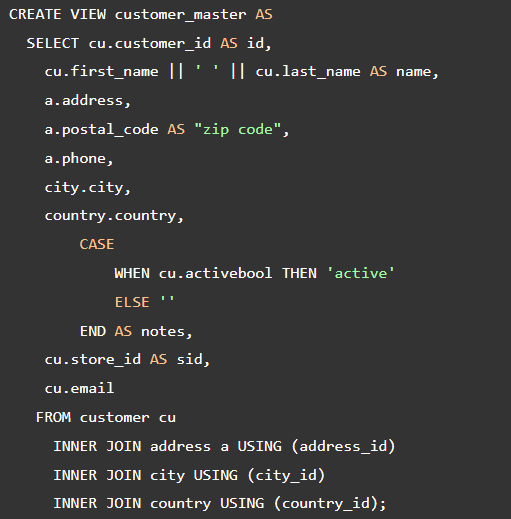 CREATE VIEW customer_master AS
  SELECT cu.customer_id AS id,
    cu.first_name || ' ' || cu.last_name AS name,
    a.address,
    a.postal_code AS "zip code",
    a.phone,
    city.city,
    country.country,
        CASE
            WHEN cu.activebool THEN 'active'
            ELSE ''
        END AS notes,
    cu.store_id AS sid,
    cu.email
   FROM customer cu
     INNER JOIN address a USING (address_id)
     INNER JOIN city USING (city_id)
     INNER JOIN country USING (country_id);